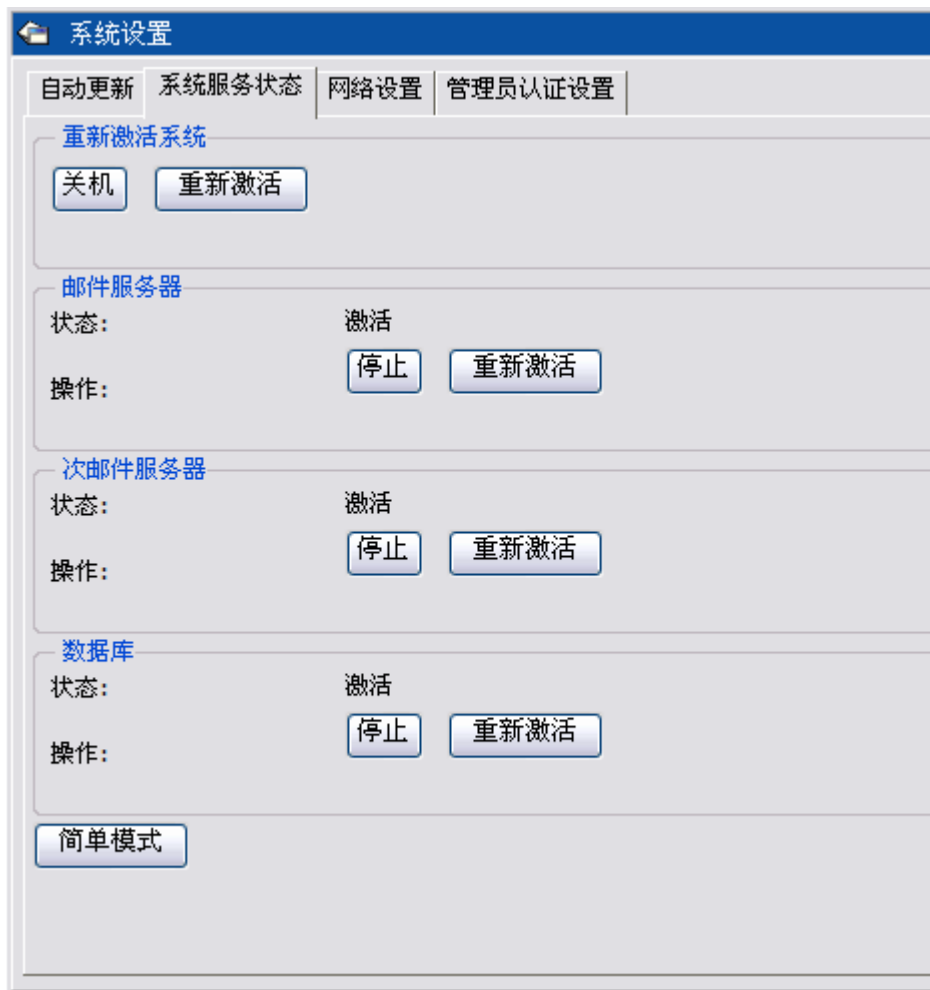 系统设置
自动更新 系统服务状态 网络设置 管理员认证设置
重新激活系统
关机 重新激活
邮件服务器
状态: 激活
停止 重新激活
操作:
次邮件服务器
状态: 激活
停止 重新激活
操作:
数据库
状态: 激活
停止 重新激活
操作:
简单模式